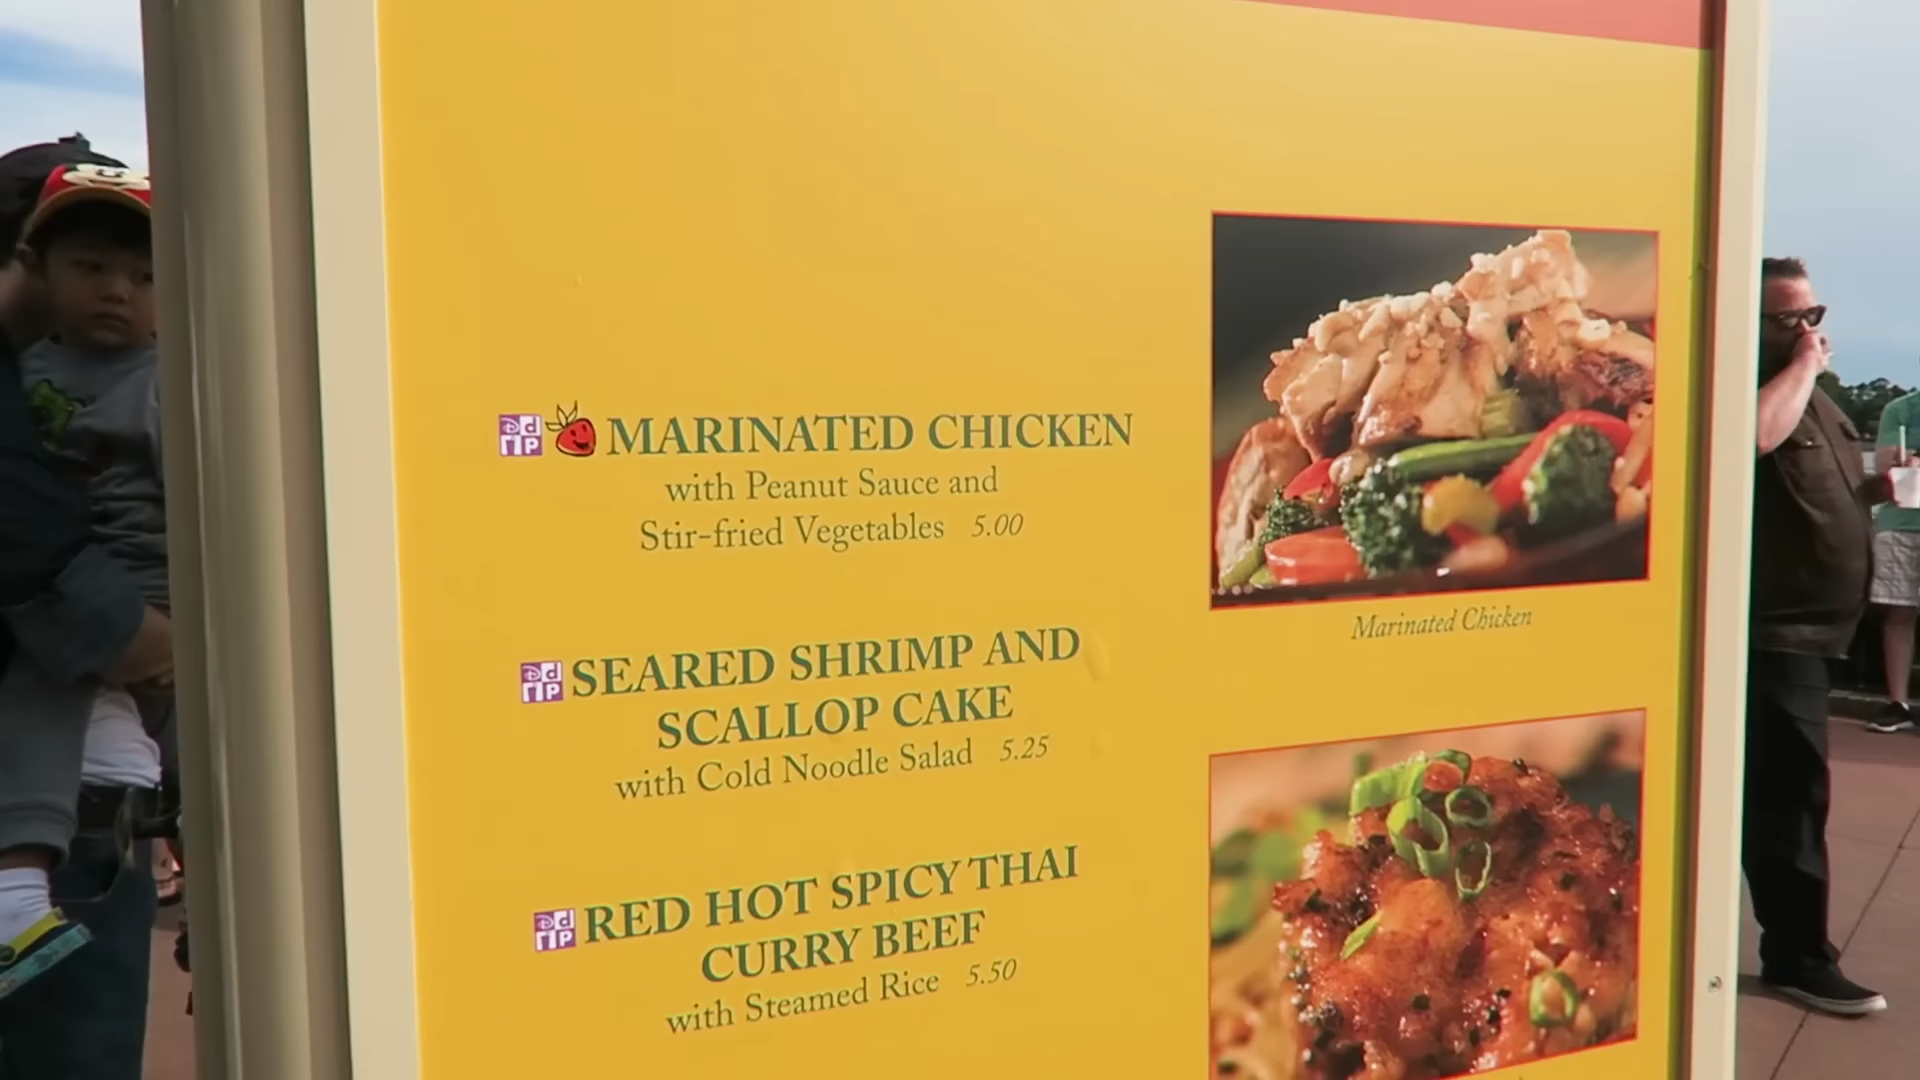 MARINATED CHICKEN
with Peanut Sauce and
Stir-fried Vegetables 5.00
Marinated Chicken
SEARED SHRIMP AND
SCALLOP CAKE
with Cold Noodle Salad 5.25
RED HOT SPICY THAI
CURRY BEEF
with Steamed Rice 5.50